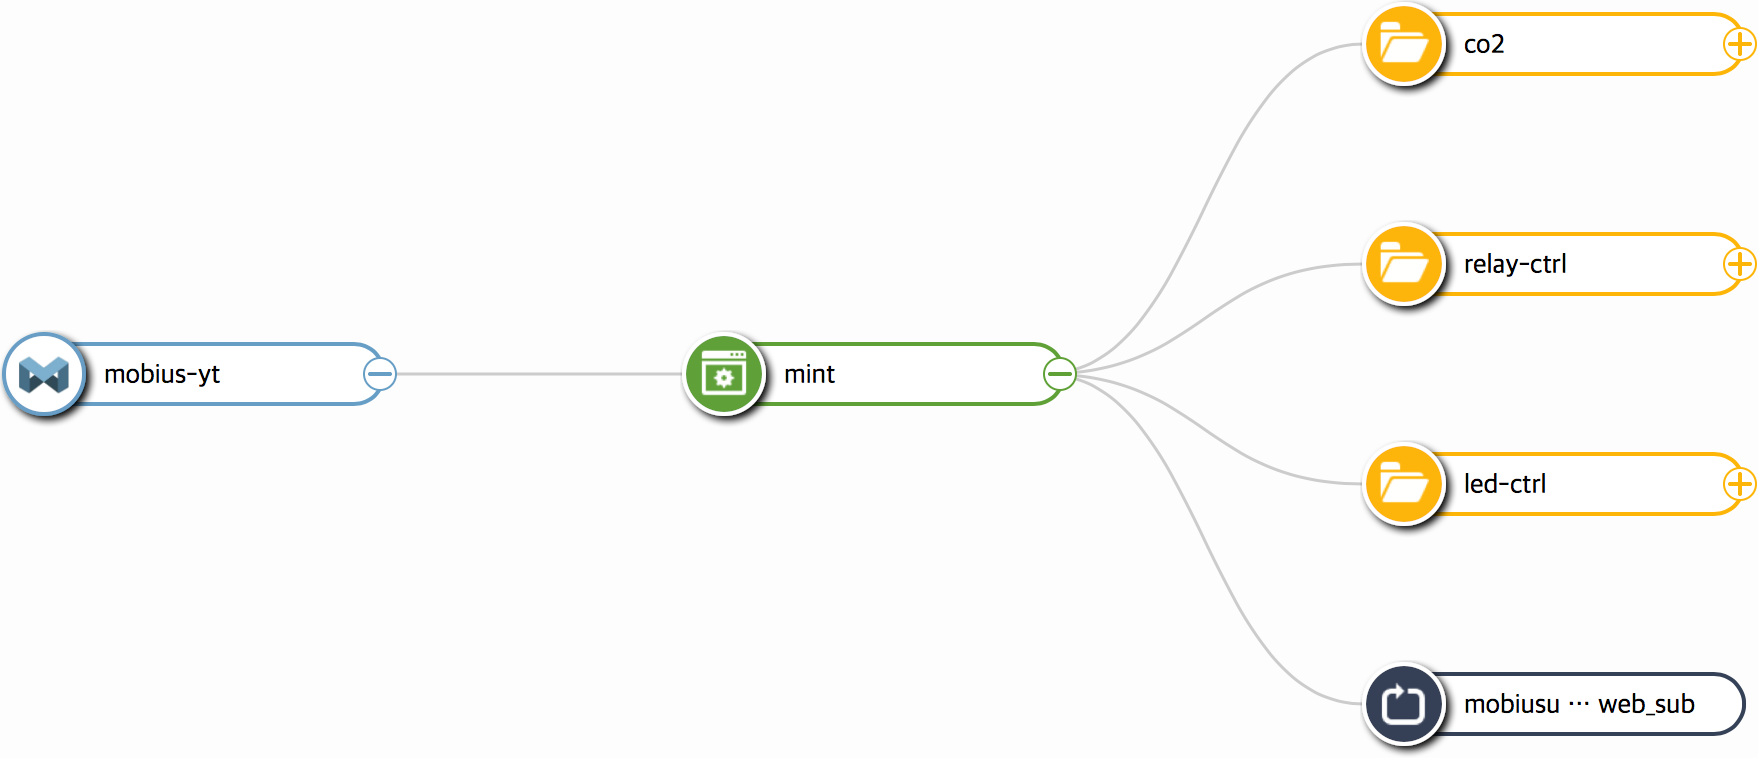 co2
relay-ctrl
mobius-yt
mint
led-ctrl
mobiusu ··· web_sub